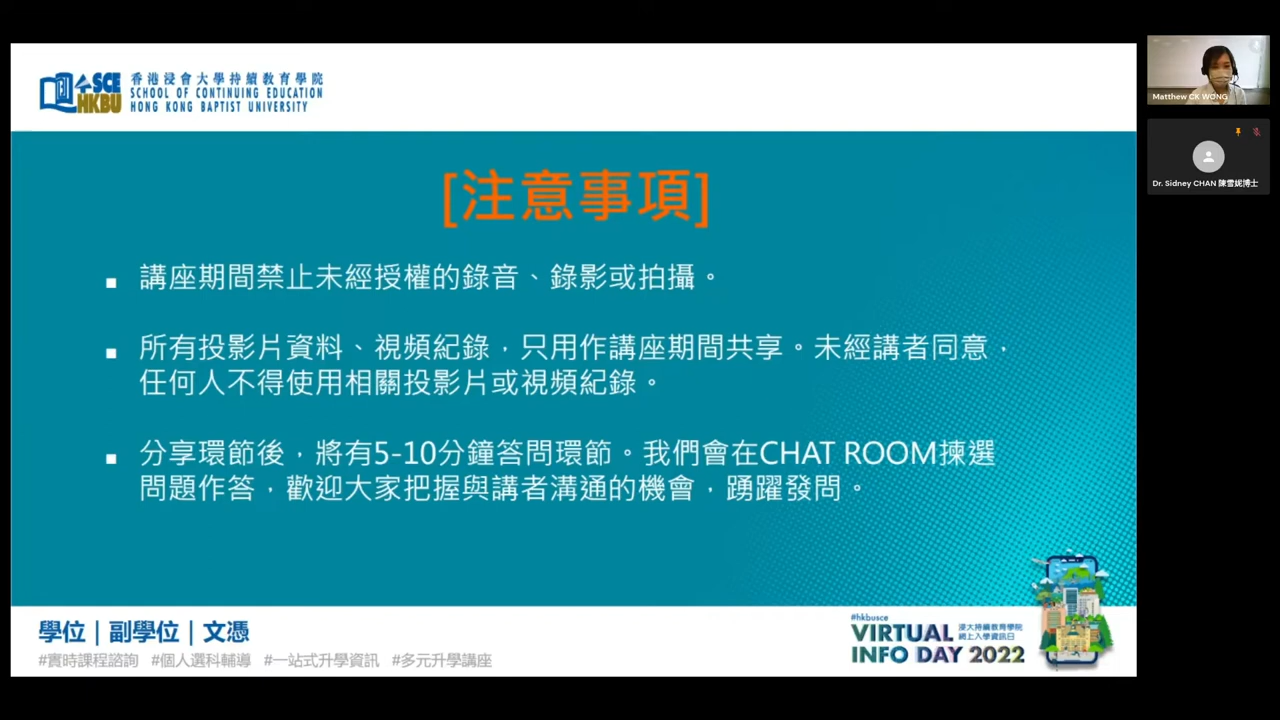 SCE
HKBU
香港浸會大學持續教育學院
SCHOOL OF CONTINUING EDUCATION
HONG KONG BAPTIST UNIVERSITY
[注意事項]
▪ 講座期間禁止未經授權的錄音、錄影或拍攝。
▪ 所有投影片資料、視頻紀錄，只用作講座期間共享。未經講者同意，
任何人不得使用相關投影片或視頻紀錄。
▪ 分享環節後，將有5-10分鐘答問環節。我們會在CHAT ROOM揀選
問題作答，歡迎大家把握與講者溝通的機會，踴躍發問。
學位 | 副學位 | 文憑
#實時課程諮詢 #個人選科輔導 #一站式升學資訊 #多元升學講座
#hkbusce
VIRTUAL 浸大持續教育學院
網上入學資訊日
INFO DAY 2022
Matthew CK WONG
Dr. Sidney CHAN 陳雪妮博士